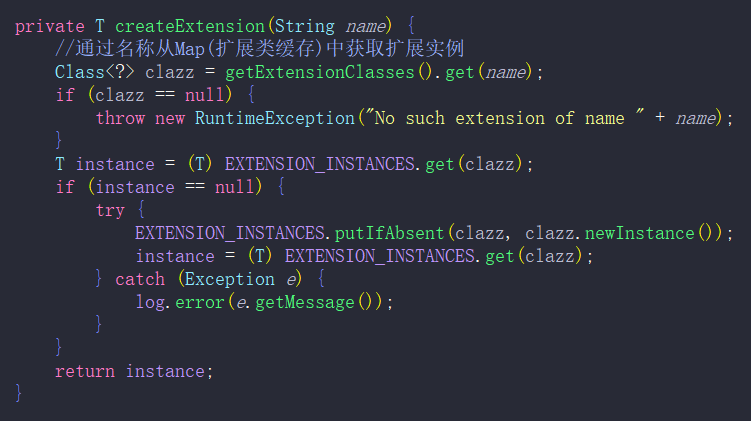 private T createExtension(String name) {
    //通过名称从Map(扩展类缓存)中获取扩展实例
    Class<?> clazz = getExtensionClasses().get(name);
    if (clazz == null) {
        throw new RuntimeException("No such extension of name " + name);
    }
    T instance = (T) EXTENSION_INSTANCES.get(clazz);
    if (instance == null) {
        try {
            EXTENSION_INSTANCES.putIfAbsent(clazz, clazz.newInstance());
            instance = (T) EXTENSION_INSTANCES.get(clazz);
        } catch (Exception e) {
            log.error(e.getMessage());
        }
    }
    return instance;
}